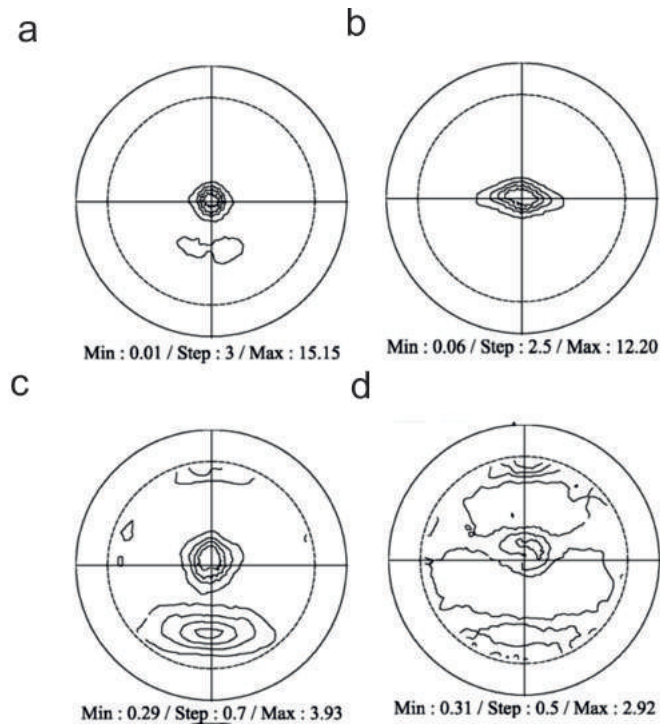 a
b
Min : 0.01 / Step : 3 / Max : 15.15
Min : 0.06 / Step : 2.5 / Max : 12.20
c
d
Min : 0.29 / Step : 0.7 / Max : 3.93
Min : 0.31 / Step : 0.5 / Max : 2.92